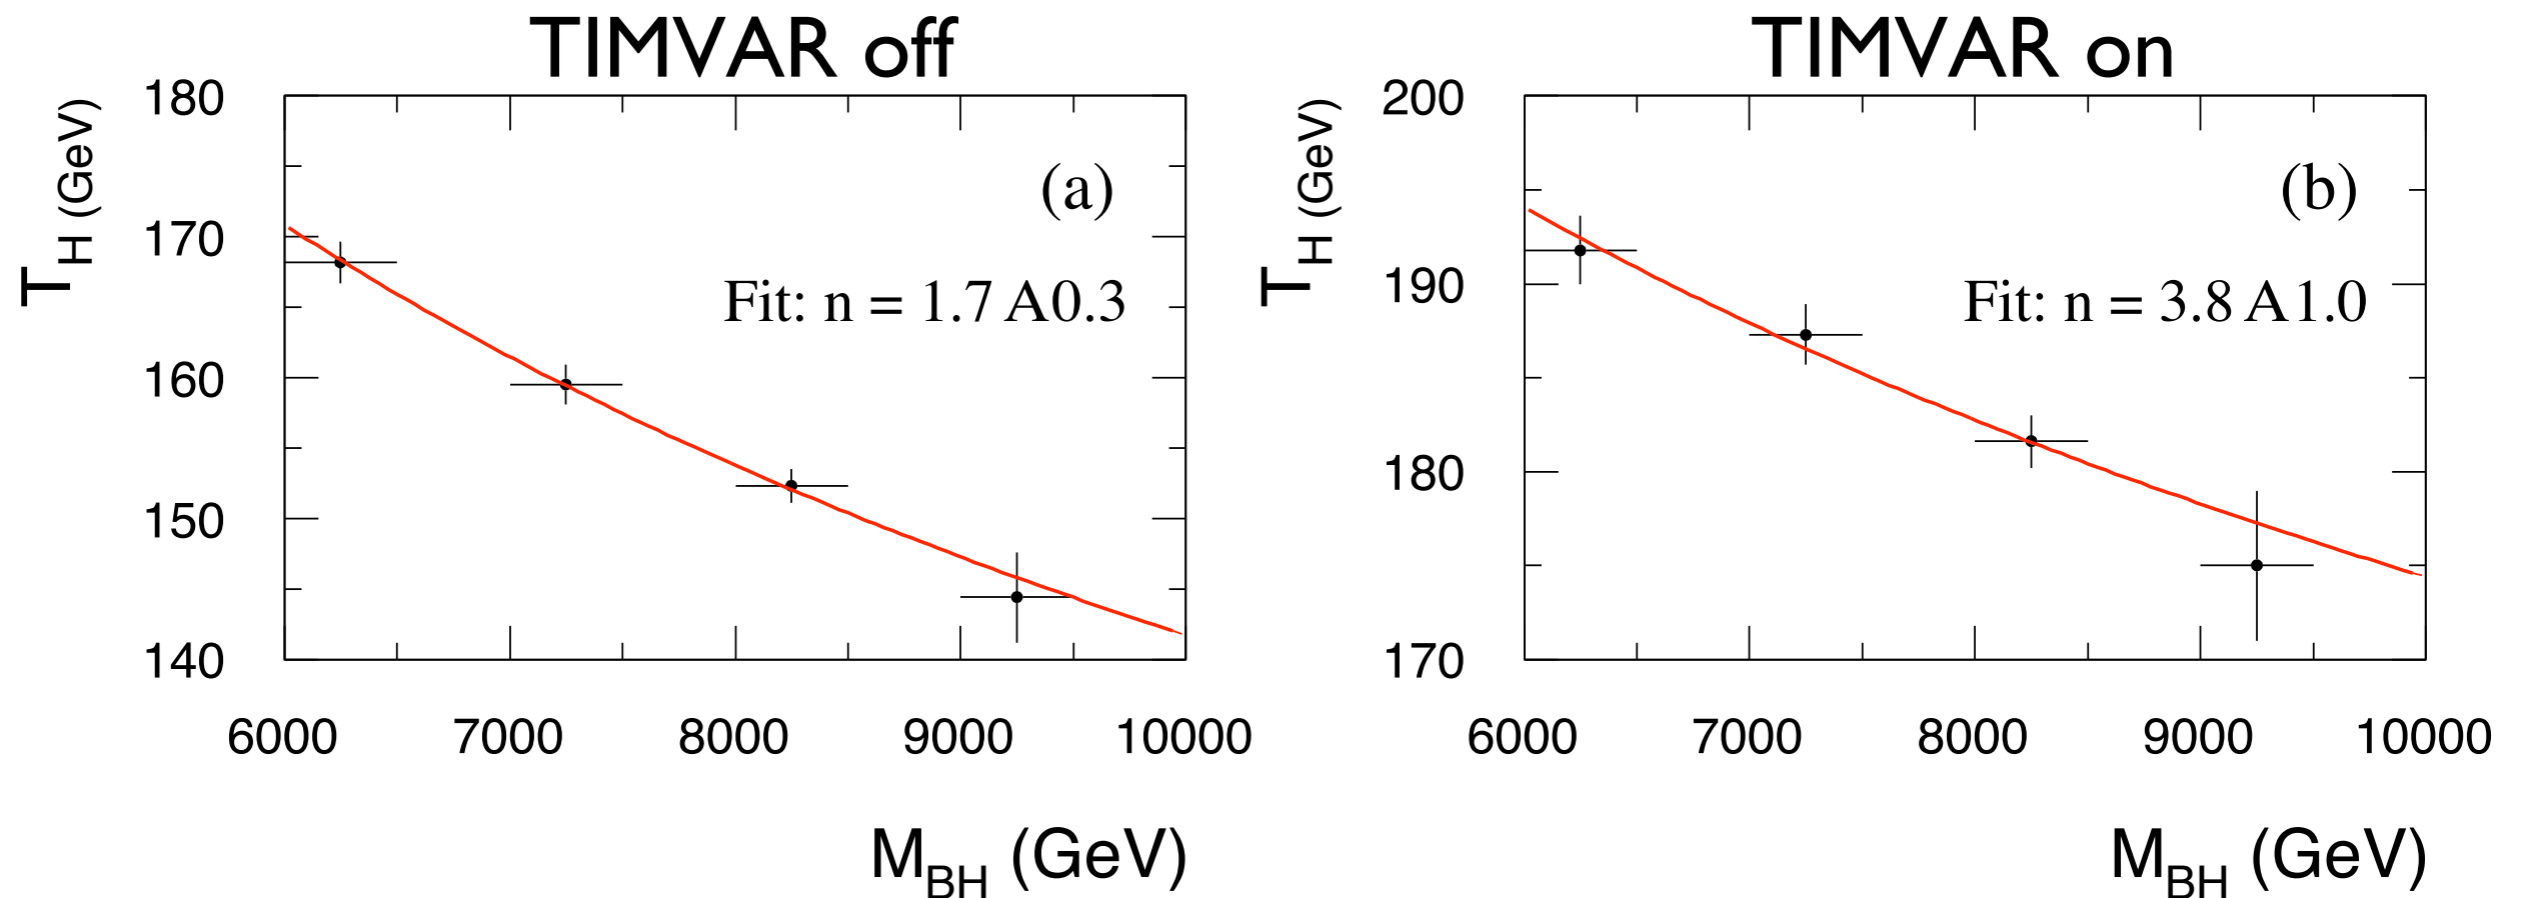 TIMVAR off
TIMVAR on
180
170
160
150
140
T_H (GeV)
(a)
Fit: n = 1.7 A0.3
6000 7000 8000 9000 10000
M_BH (GeV)
200
190
180
170
T_H (GeV)
(b)
Fit: n = 3.8 A1.0
6000 7000 8000 9000 10000
M_BH (GeV)